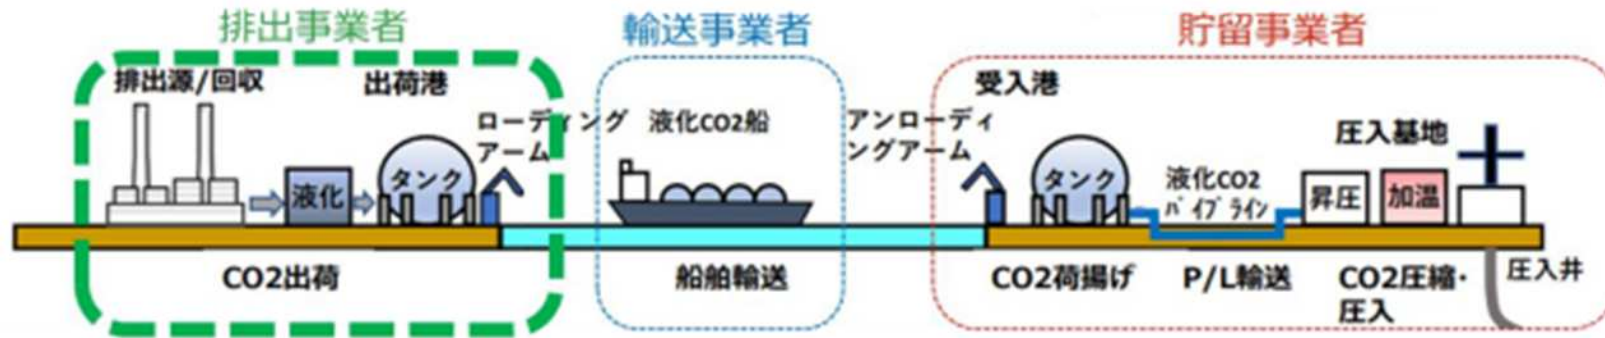 排出事業者
輸送事業者
貯留事業者
排出源/回収
出荷港
ローディング
アーム
液化
タンク
CO2出荷
液化CO2船
船舶輸送
アンローディ
ングアーム
受入港
タンク
液化CO2
ﾊﾟｲﾌﾟﾗｲﾝ
圧入基地
昇圧
加温
CO2荷揚げ
P/L輸送
CO2圧縮・
圧入
圧入井